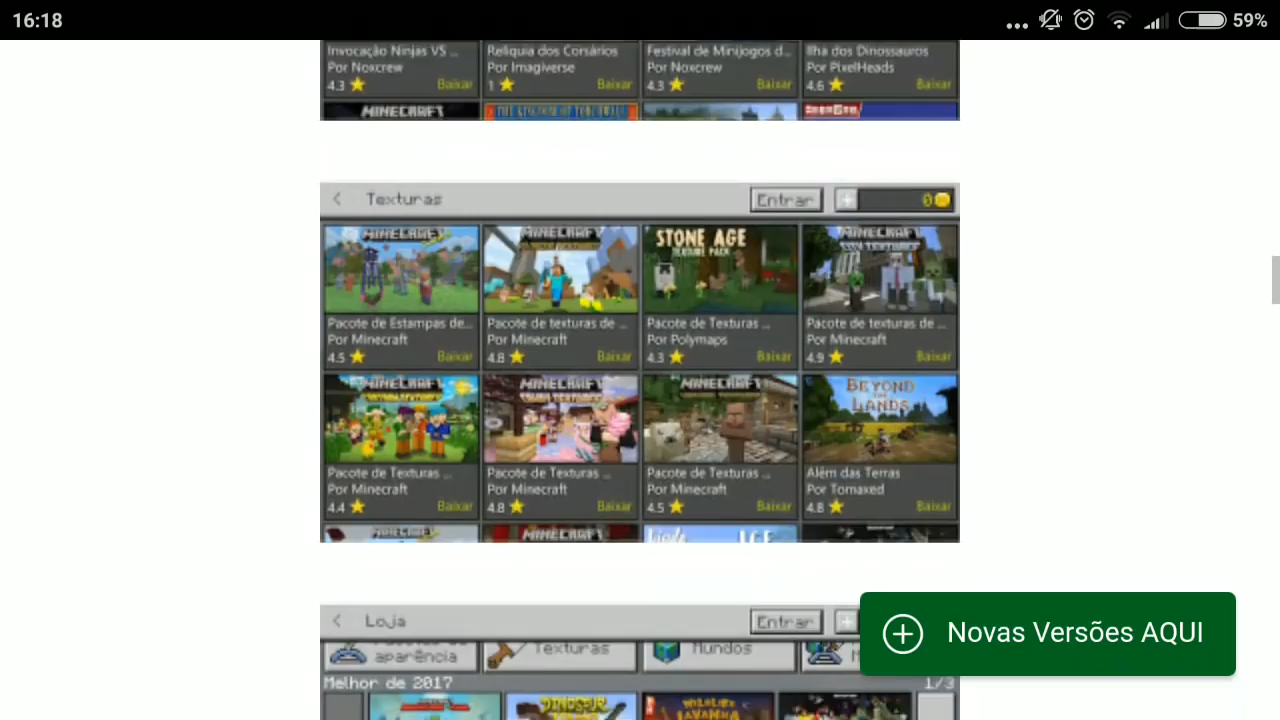 16:18
59%
Invocação Ninjas VS ...
Por Noxcrew
4.3 Baixar
Relíquia dos Corsários
Por Imagiverse
1 Baixar
Festival de Minijogos d...
Por Noxcrew
4.3 Baixar
Ilha dos Dinossauros
Por PixelHeads
4.6 Baixar
MINECRAFT
Texturas
Entrar
0
MINECRAFT
Pacote de Estampas de...
Por Minecraft
4.5 Baixar
MINECRAFT
Pacote de texturas de ...
Por Minecraft
4.8 Baixar
STONE AGE
TEXTURE PACK
Pacote de Texturas ...
Por Polymaps
4.3 Baixar
MINECRAFT
Pacote de texturas de ...
Por Minecraft
4.9 Baixar
MINECRAFT
Pacote de Texturas ...
Por Minecraft
4.4 Baixar
MINECRAFT
Pacote de Texturas ...
Por Minecraft
4.8 Baixar
MINECRAFT
Pacote de Texturas ...
Por Minecraft
4.5 Baixar
BEYOND
THE
LANDS
Além das Terras
Por Tomaxed
4.8 Baixar
MINECRAFT
MINECRAFT
Loja
Entrar
aparência
Texturas
Mundos
Novas Versões AQUI
Melhor de 2017
1/3
DINOSAUR
WILDLIFE
SAVANNA